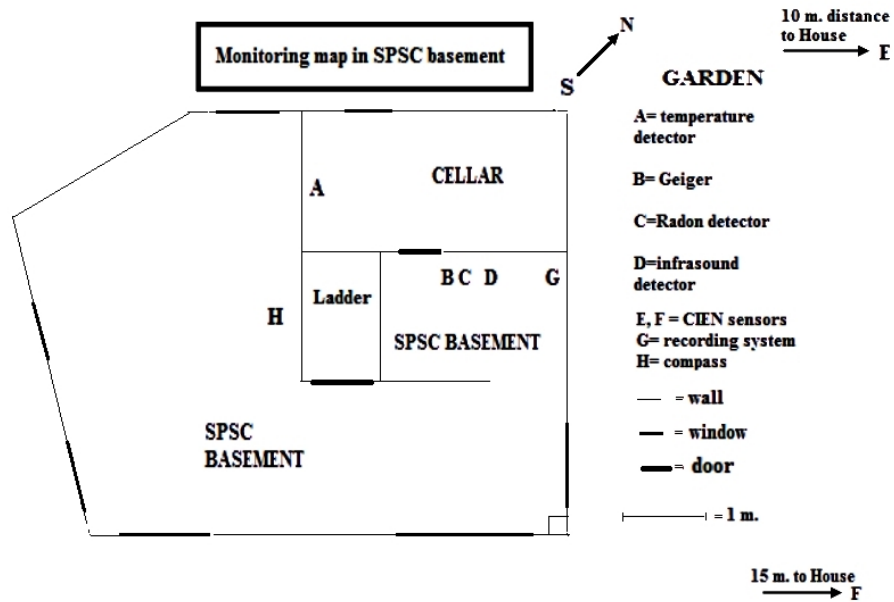 Monitoring map in SPSC basement
N
S
10 m. distance
to House
E
GARDEN
A= temperature
detector
B= Geiger
C=Radon detector
D=infrasound
detector
E, F = CIEN sensors
G= recording system
H= compass
= wall
= window
= door
= 1 m.
15 m. to House
F
CELLAR
A
B C D G
Ladder
H
SPSC BASEMENT
SPSC
BASEMENT